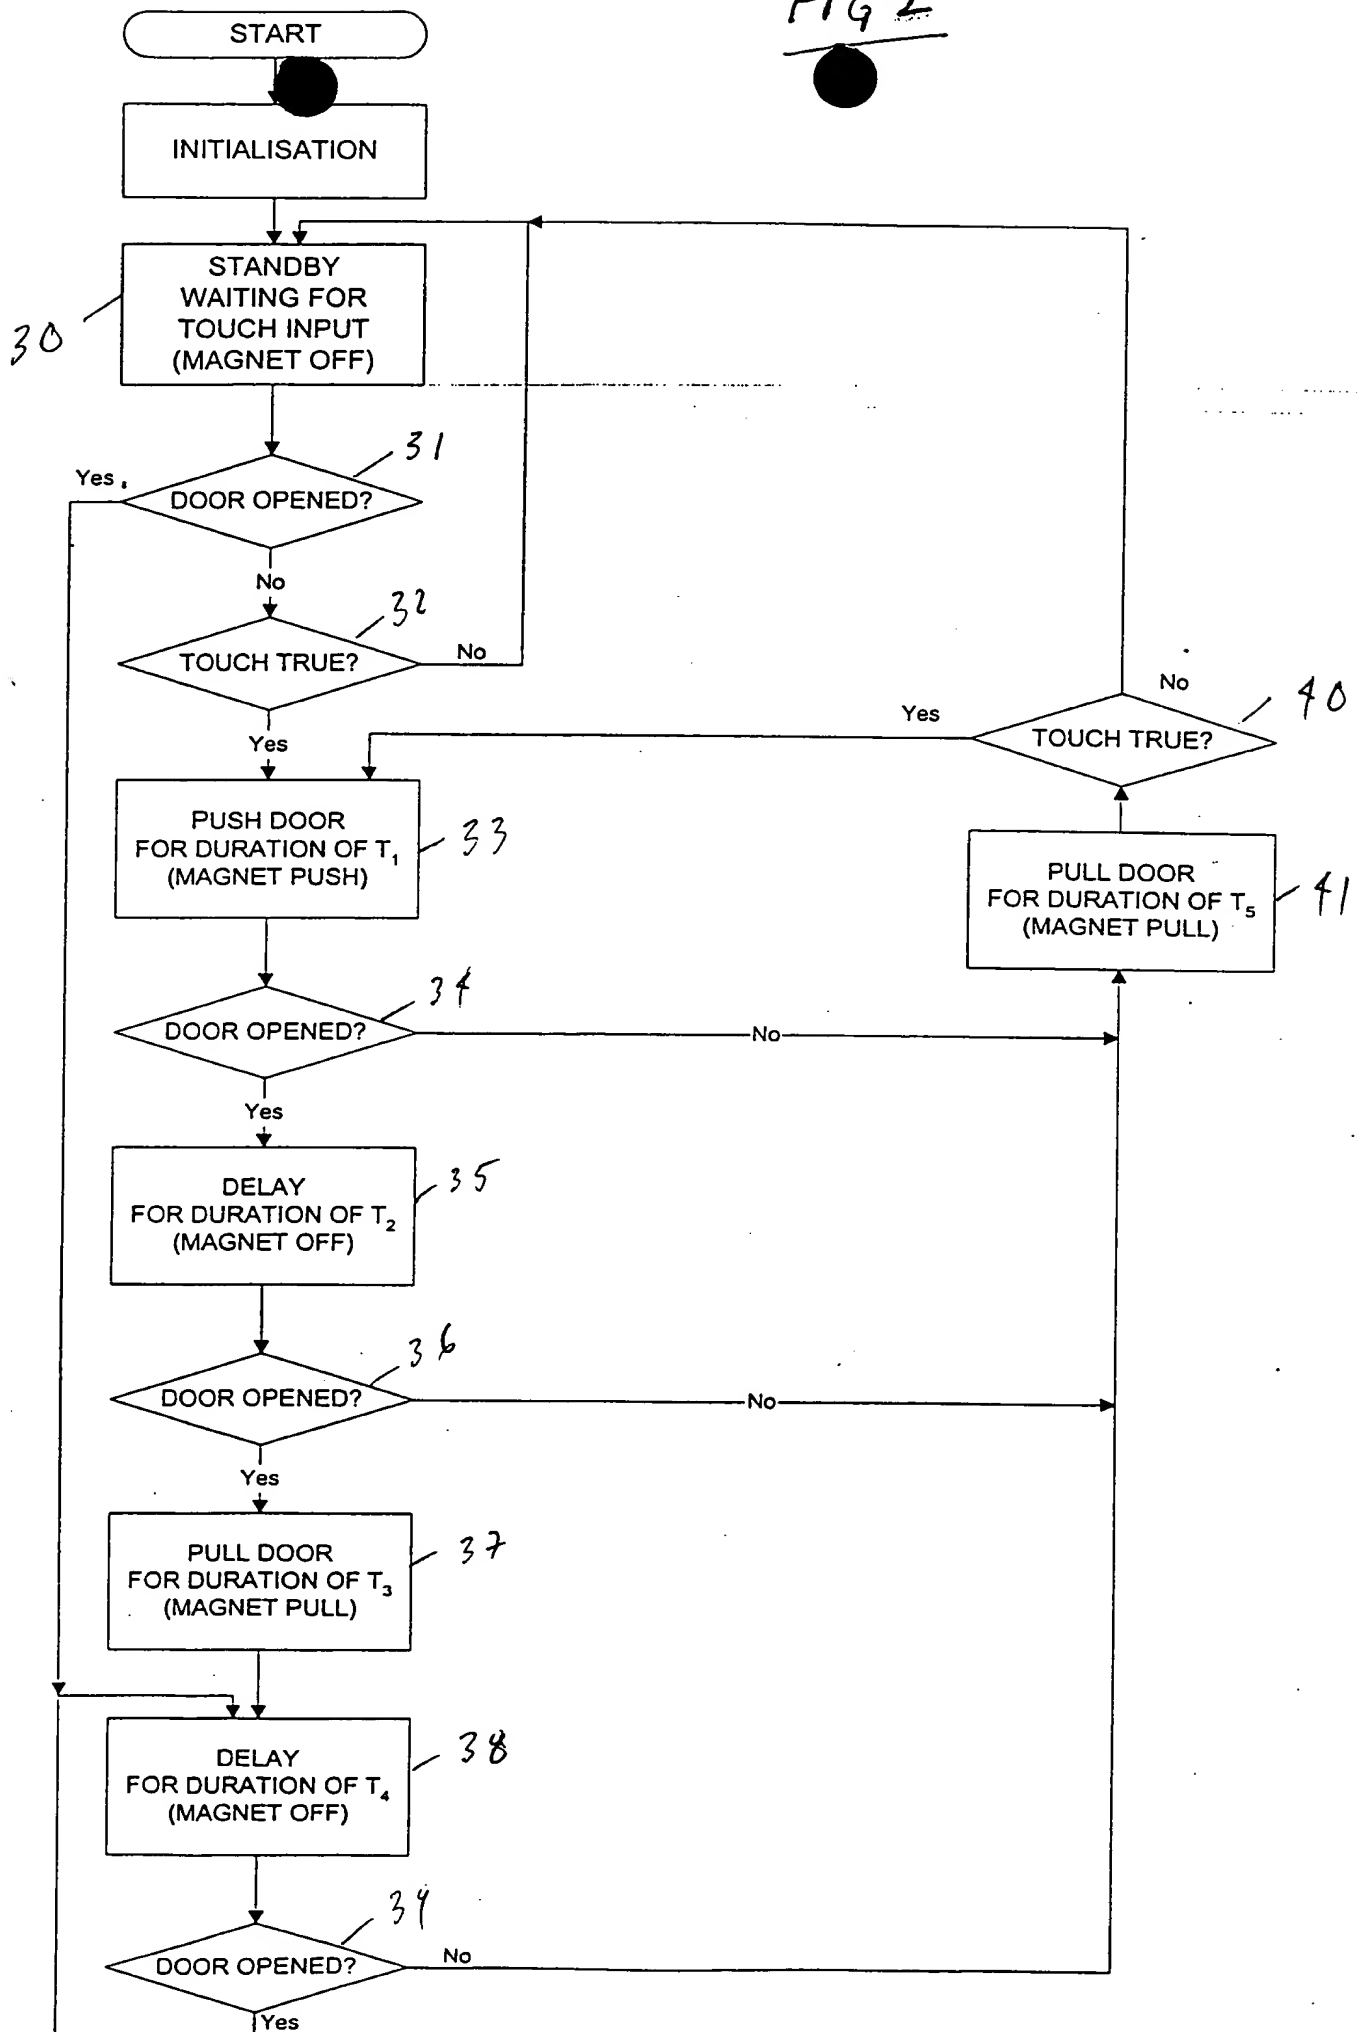 FIG 2
START
INITIALISATION
STANDBY
WAITING FOR
TOUCH INPUT
(MAGNET OFF)
30
31
Yes
DOOR OPENED?
No
32
TOUCH TRUE?
No
Yes
No
40
Yes
TOUCH TRUE?
PUSH DOOR
FOR DURATION OF T1
(MAGNET PUSH)
33
PULL DOOR
FOR DURATION OF T5
(MAGNET PULL)
41
34
DOOR OPENED?
No
Yes
DELAY
FOR DURATION OF T2
(MAGNET OFF)
35
36
DOOR OPENED?
No
Yes
PULL DOOR
FOR DURATION OF T3
(MAGNET PULL)
37
DELAY
FOR DURATION OF T4
(MAGNET OFF)
38
39
DOOR OPENED?
No
Yes